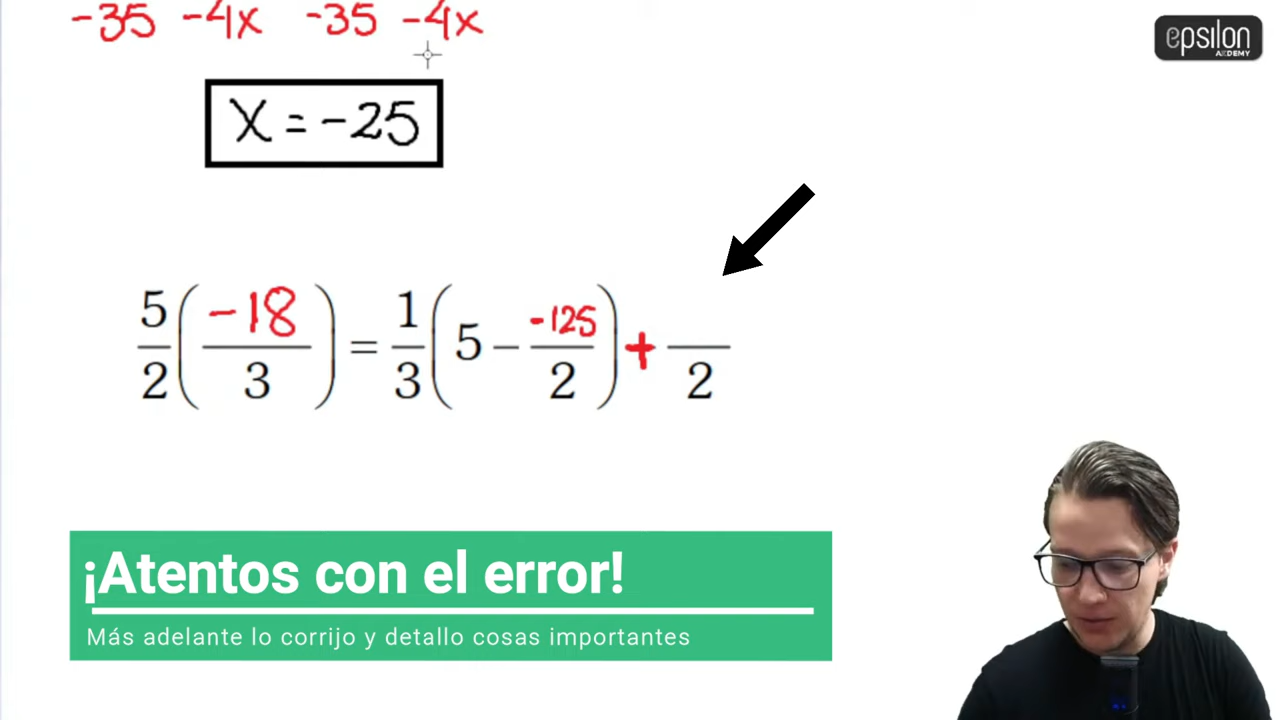 -35 -4x -35 -4x
epsilon
AKDEMY
X = -25
5/2(-18/3) = 1/3(5 - -125/2) + /2
¡Atentos con el error!
Más adelante lo corrijo y detallo cosas importantes